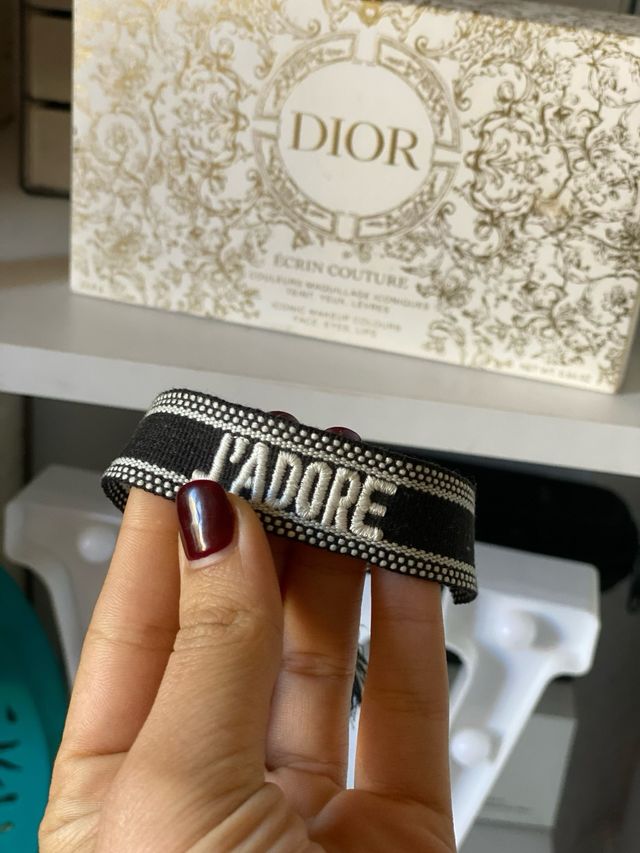 DIOR
ÉCRIN COUTURE
COULEURS MAQUILLAGE ICONIQUES
TEINT, YEUX, LÈVRES
ICONIC MAKEUP COLOURS
FACE, EYES, LIPS
J'ADORE